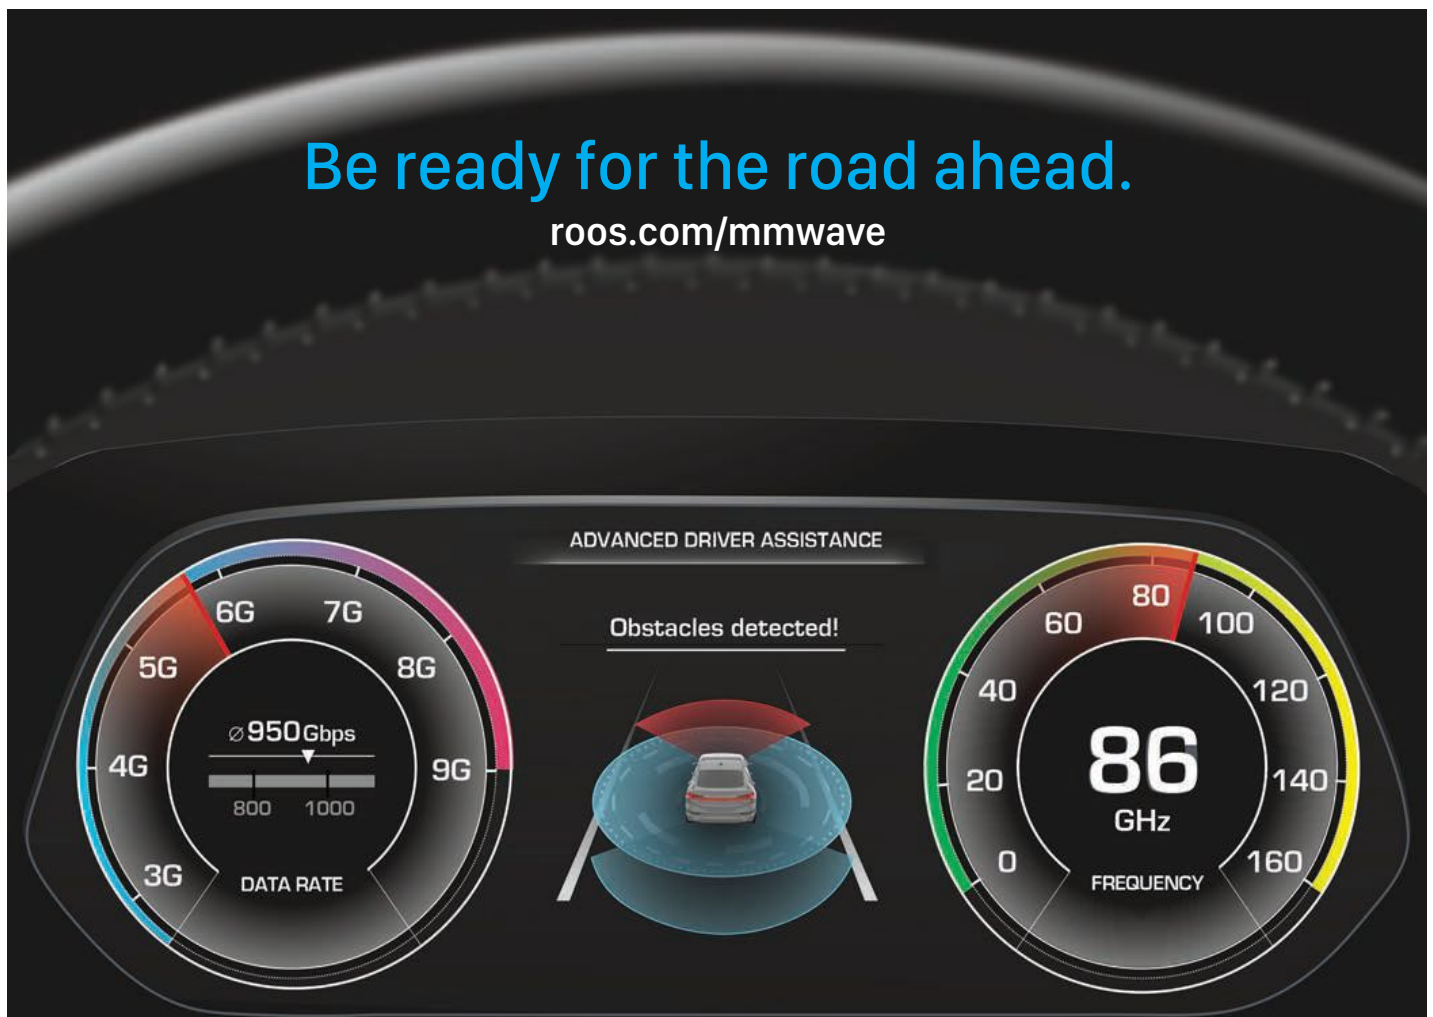 Be ready for the road ahead.
roos.com/mmwave
ADVANCED DRIVER ASSISTANCE
Obstacles detected!
3G
4G
5G
6G
7G
8G
9G
⌀950Gbps
800 1000
DATA RATE
0
20
40
60
80
100
120
140
160
86
GHz
FREQUENCY